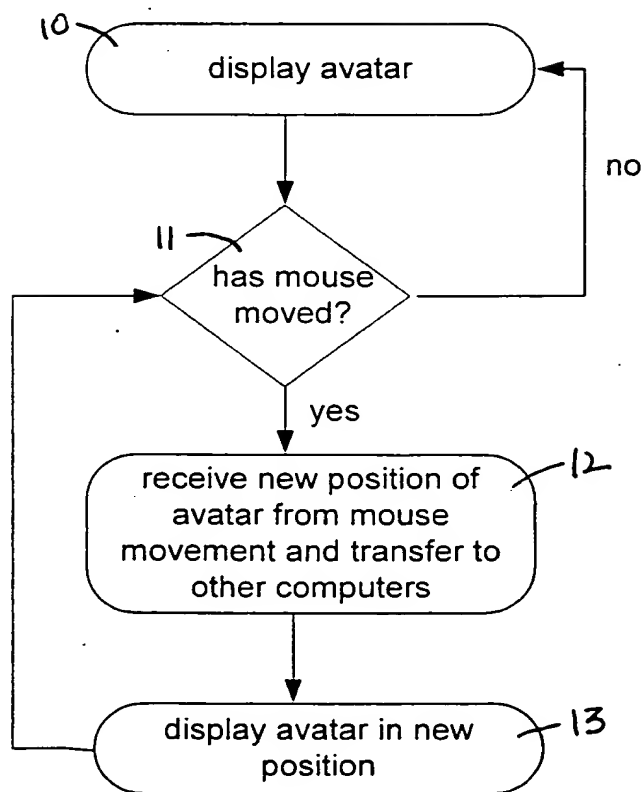 10
display avatar
no
11
has mouse
moved?
yes
12
receive new position of
avatar from mouse
movement and transfer to
other computers
13
display avatar in new
position